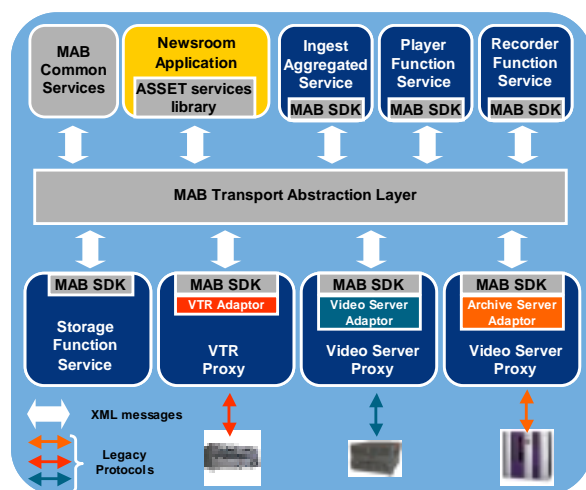 MAB
Common
Services
Newsroom
Application
ASSET services
library
Ingest
Aggregated
Service
MAB SDK
Player
Function
Service
MAB SDK
Recorder
Function
Service
MAB SDK
MAB Transport Abstraction Layer
MAB SDK
Storage
Function
Service
MAB SDK
VTR Adaptor
VTR
Proxy
MAB SDK
Video Server
Adaptor
Video Server
Proxy
MAB SDK
Archive Server
Adaptor
Video Server
Proxy
XML messages
Legacy
Protocols